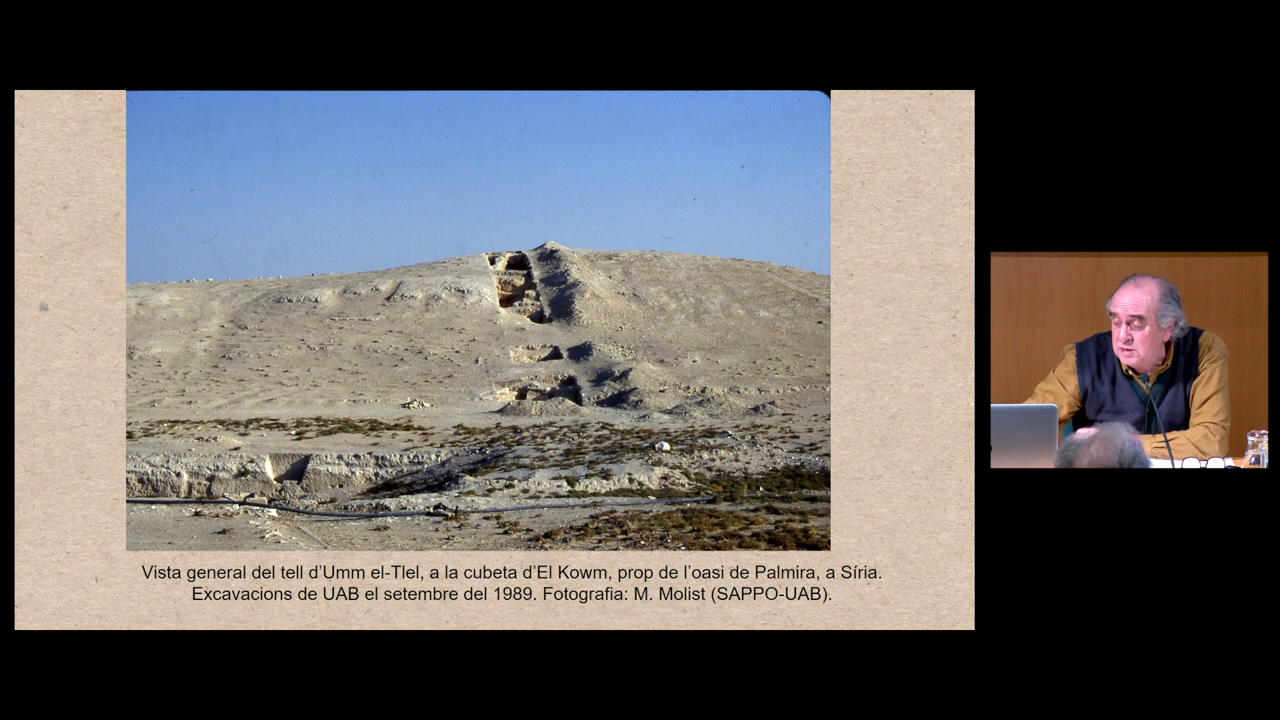 Vista general del tell d’Umm el-Tlel, a la cubeta d’El Kowm, prop de l’oasi de Palmira, a Síria.
Excavacions de UAB el setembre del 1989. Fotografia: M. Molist (SAPPO-UAB).